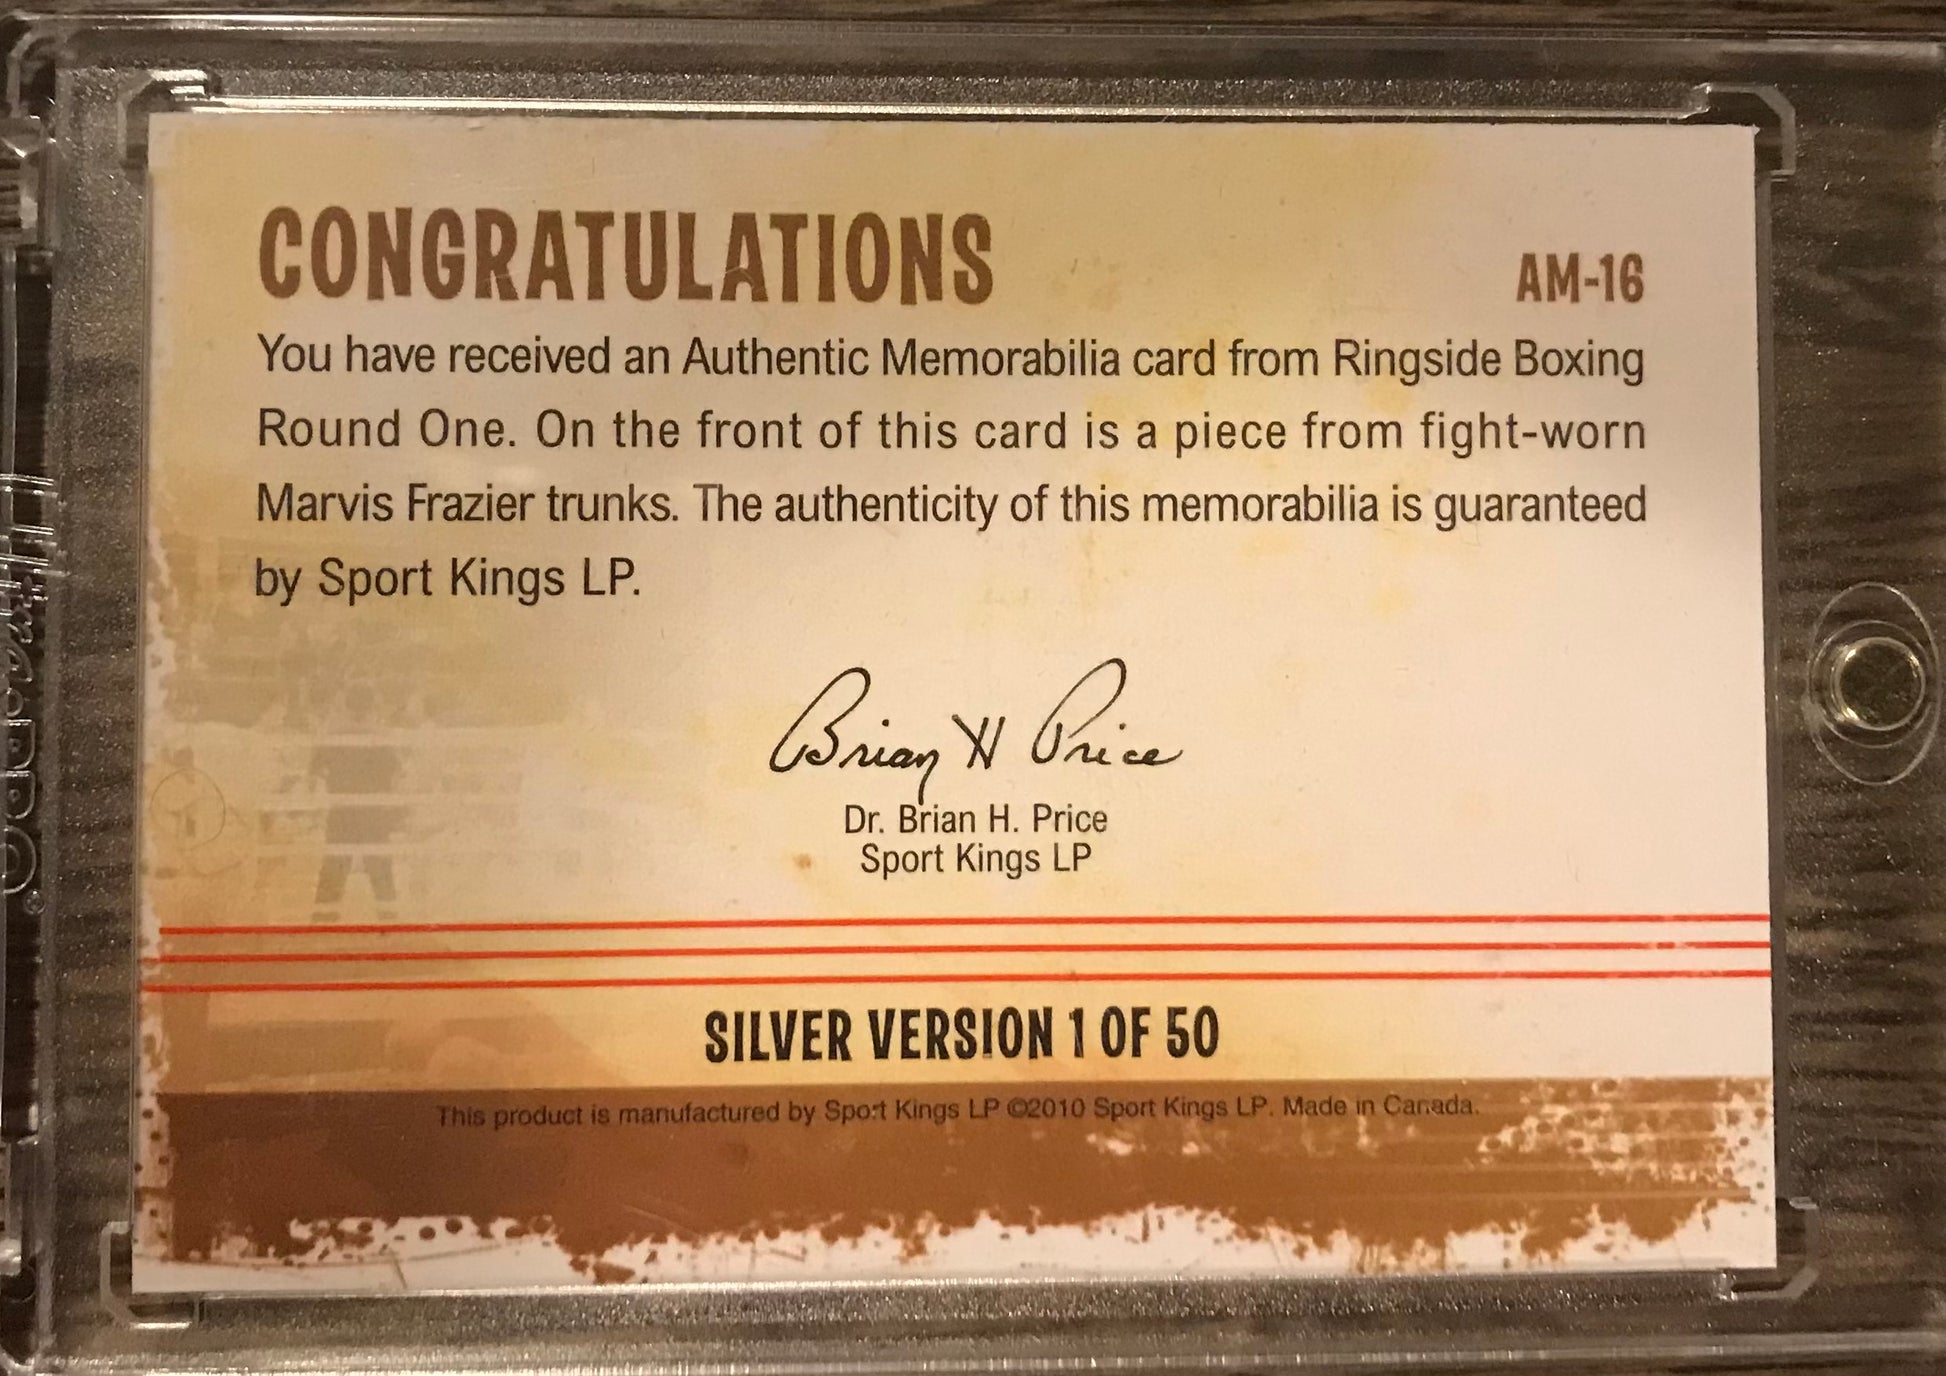 CONGRATULATIONS
AM-16
You have received an Authentic Memorabilia card from Ringside Boxing
Round One. On the front of this card is a piece from fight-worn
Marvis Frazier trunks. The authenticity of this memorabilia is guaranteed
by Sport Kings LP.
Brian H Price
Dr. Brian H. Price
Sport Kings LP
SILVER VERSION 1 OF 50
This product is manufactured by Sport Kings LP ©2010 Sport Kings LP. Made in Canada.